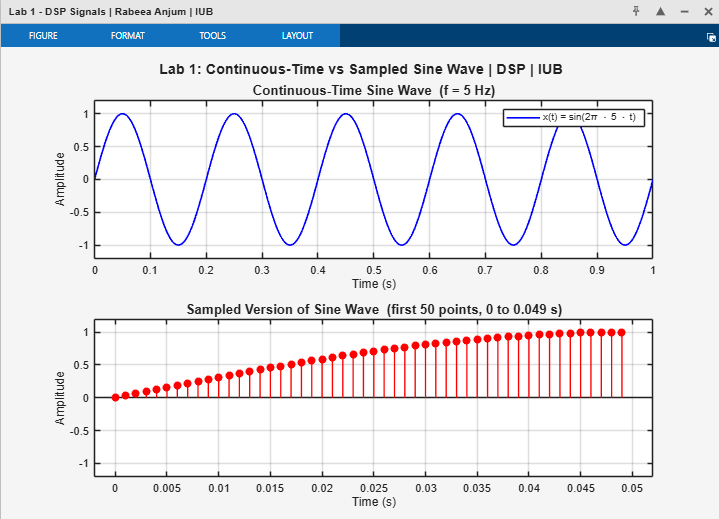 Lab 1 - DSP Signals | Rabeea Anjum | IUB
FIGURE FORMAT TOOLS LAYOUT
Lab 1: Continuous-Time vs Sampled Sine Wave | DSP | IUB
Continuous-Time Sine Wave (f = 5 Hz)
x(t) = sin(2π · 5 · t)
1
0.5
0
-0.5
-1
Amplitude
0 0.1 0.2 0.3 0.4 0.5 0.6 0.7 0.8 0.9 1
Time (s)
Sampled Version of Sine Wave (first 50 points, 0 to 0.049 s)
1
0.5
0
-0.5
-1
Amplitude
0 0.005 0.01 0.015 0.02 0.025 0.03 0.035 0.04 0.045 0.05
Time (s)